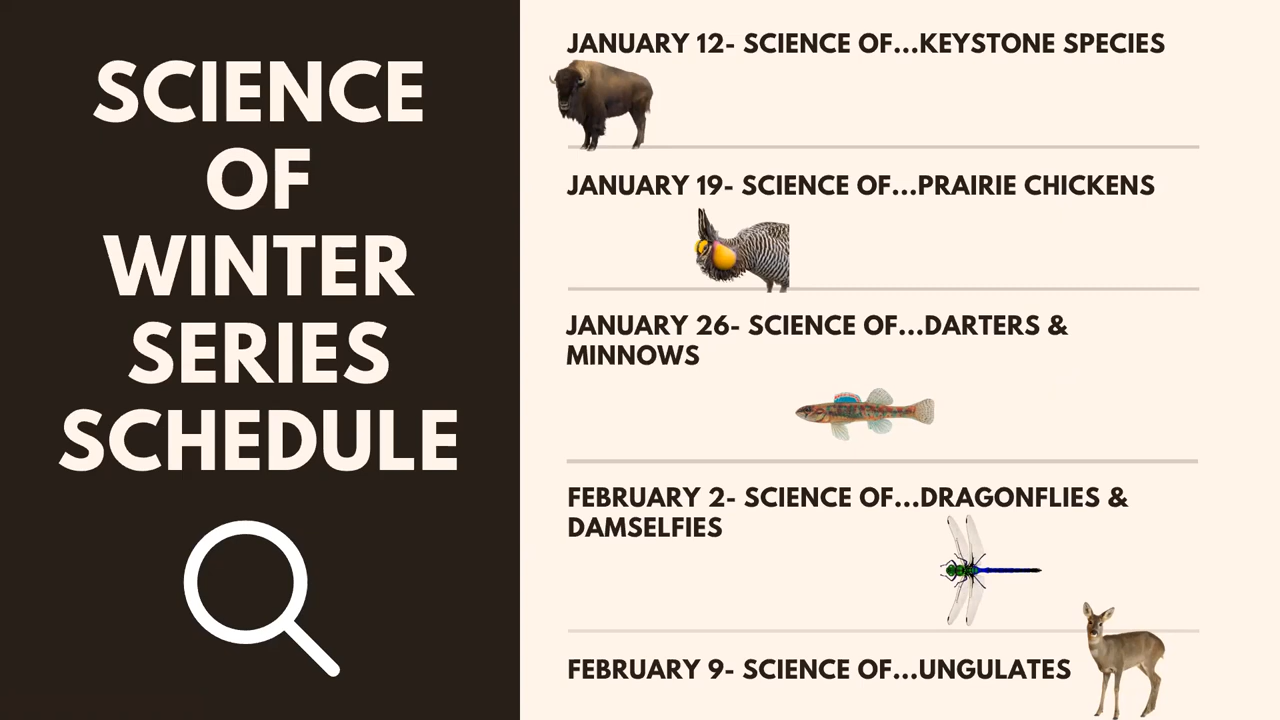 SCIENCE
OF
WINTER
SERIES
SCHEDULE
JANUARY 12- SCIENCE OF...KEYSTONE SPECIES
JANUARY 19- SCIENCE OF...PRAIRIE CHICKENS
JANUARY 26- SCIENCE OF...DARTERS &
MINNOWS
FEBRUARY 2- SCIENCE OF...DRAGONFLIES &
DAMSELFIES
FEBRUARY 9- SCIENCE OF...UNGULATES